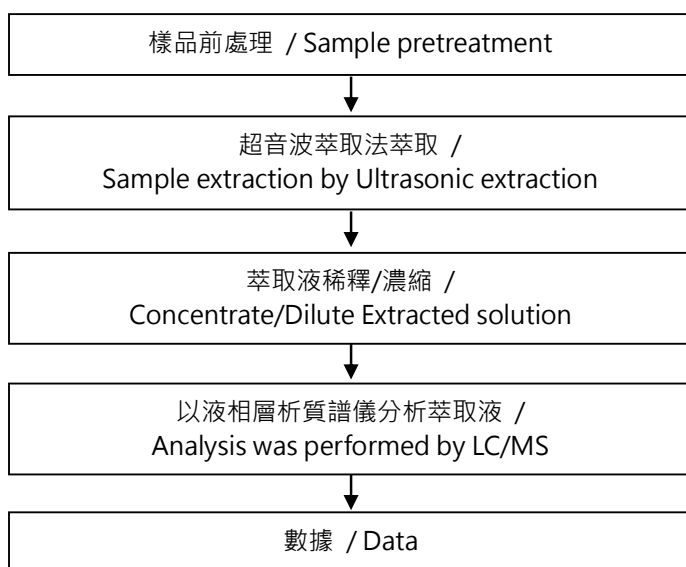 樣品前處理 / Sample pretreatment
超音波萃取法萃取 /
Sample extraction by Ultrasonic extraction
萃取液稀釋/濃縮 /
Concentrate/Dilute Extracted solution
以液相層析質譜儀分析萃取液 /
Analysis was performed by LC/MS
數據 / Data